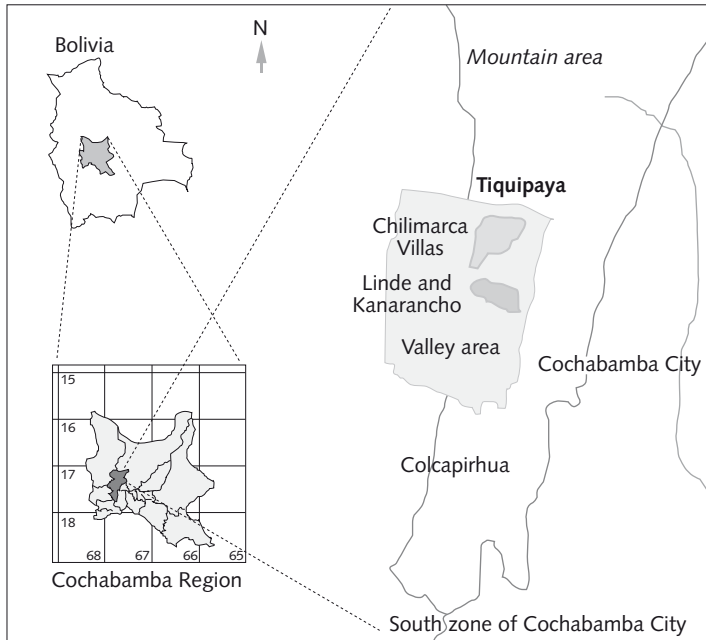 Bolivia
N
Mountain area
Tiquipaya
Chilimarca
Villas
Linde and
Kanarancho
Valley area
Cochabamba City
Colcapirhua
15
16
17
18
68
67
66
65
Cochabamba Region
South zone of Cochabamba City